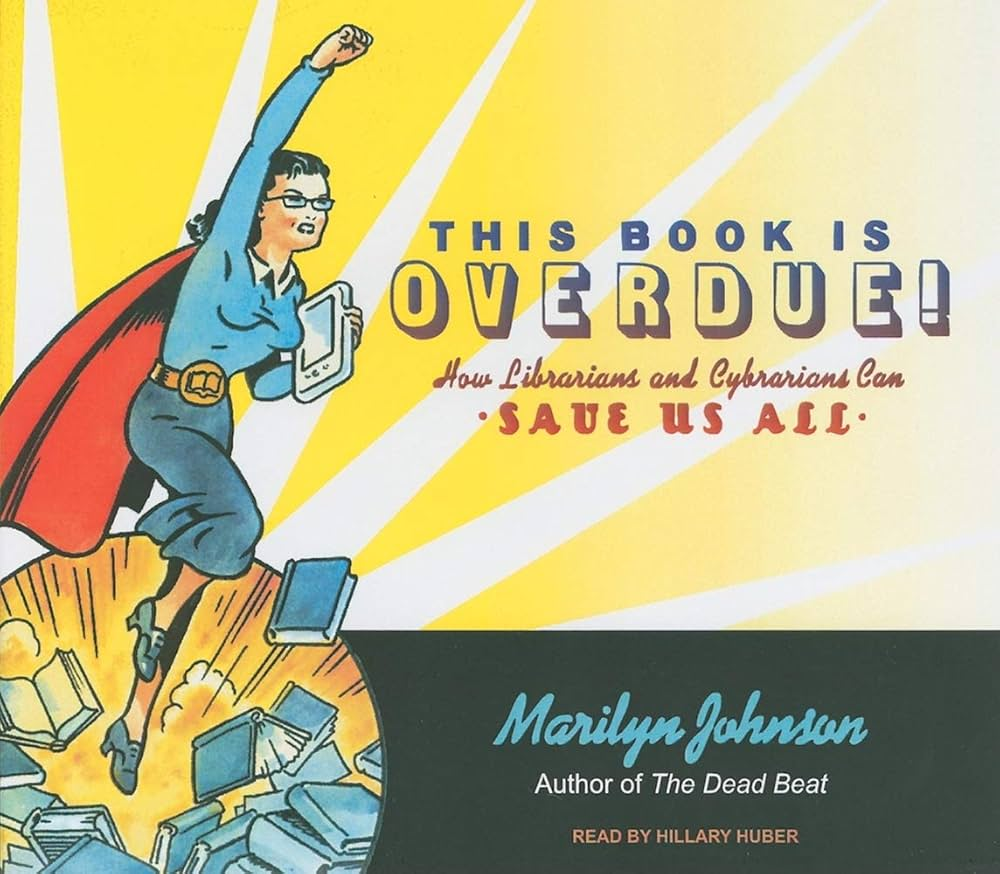 THIS BOOK IS
OVERDUE!
How Librarians and Cybrarians Can
·SAVE US ALL·
Marilyn Johnson
Author of The Dead Beat
READ BY HILLARY HUBER